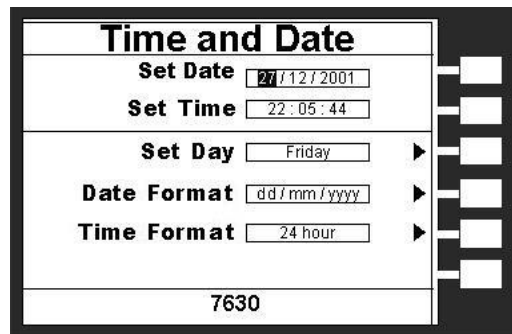 Time and Date
Set Date 27/12/2001
Set Time 22:05:44
Set Day Friday
Date Format dd/mm/yyyy
Time Format 24 hour
7630